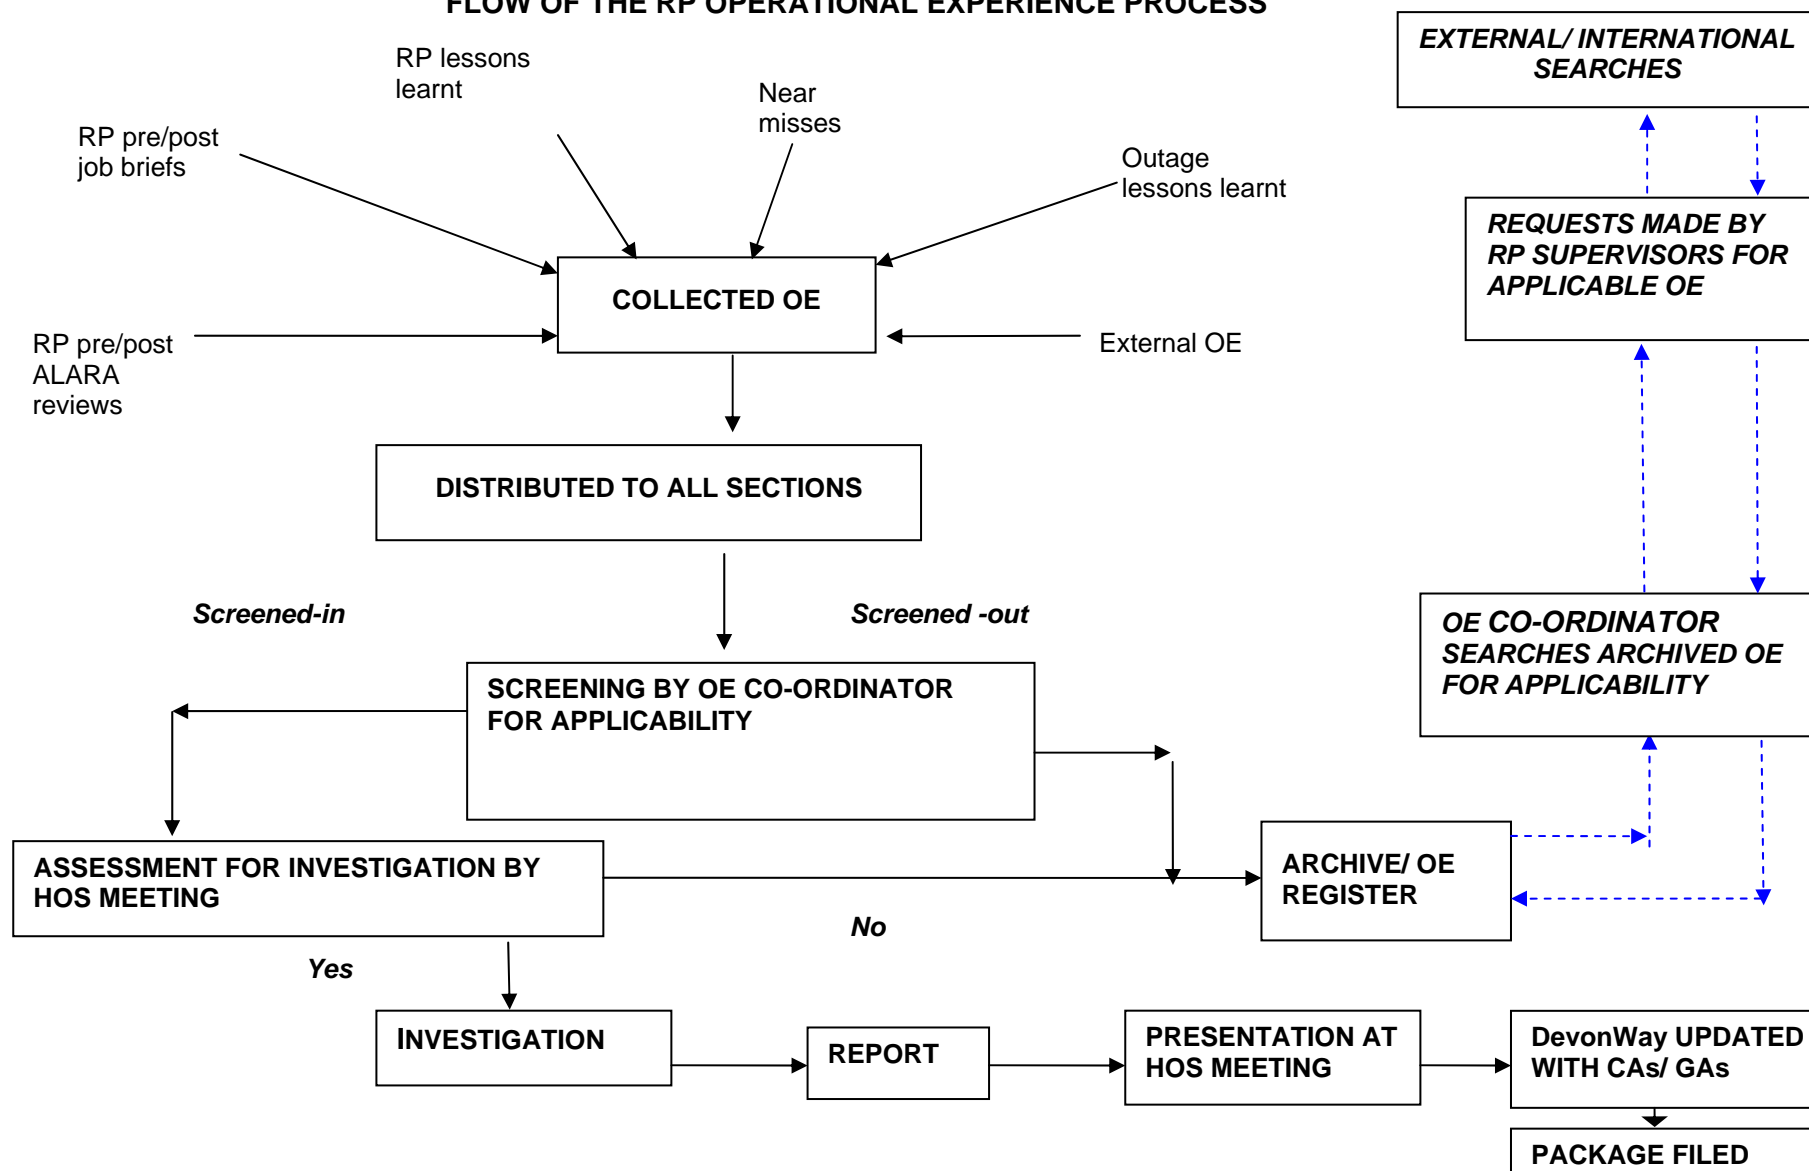 FLOW OF THE RP OPERATIONAL EXPERIENCE PROCESS
EXTERNAL/ INTERNATIONAL
SEARCHES
RP lessons
learnt
Near
misses
RP pre/post
job briefs
Outage
lessons learnt
REQUESTS MADE BY
RP SUPERVISORS FOR
APPLICABLE OE
COLLECTED OE
RP pre/post
ALARA
reviews
External OE
DISTRIBUTED TO ALL SECTIONS
Screened-in
Screened -out
OE CO-ORDINATOR
SEARCHES ARCHIVED OE
FOR APPLICABILITY
SCREENING BY OE CO-ORDINATOR
FOR APPLICABILITY
ASSESSMENT FOR INVESTIGATION BY
HOS MEETING
ARCHIVE/ OE
REGISTER
No
Yes
INVESTIGATION
REPORT
PRESENTATION AT
HOS MEETING
DevonWay UPDATED
WITH CAs/ GAs
PACKAGE FILED